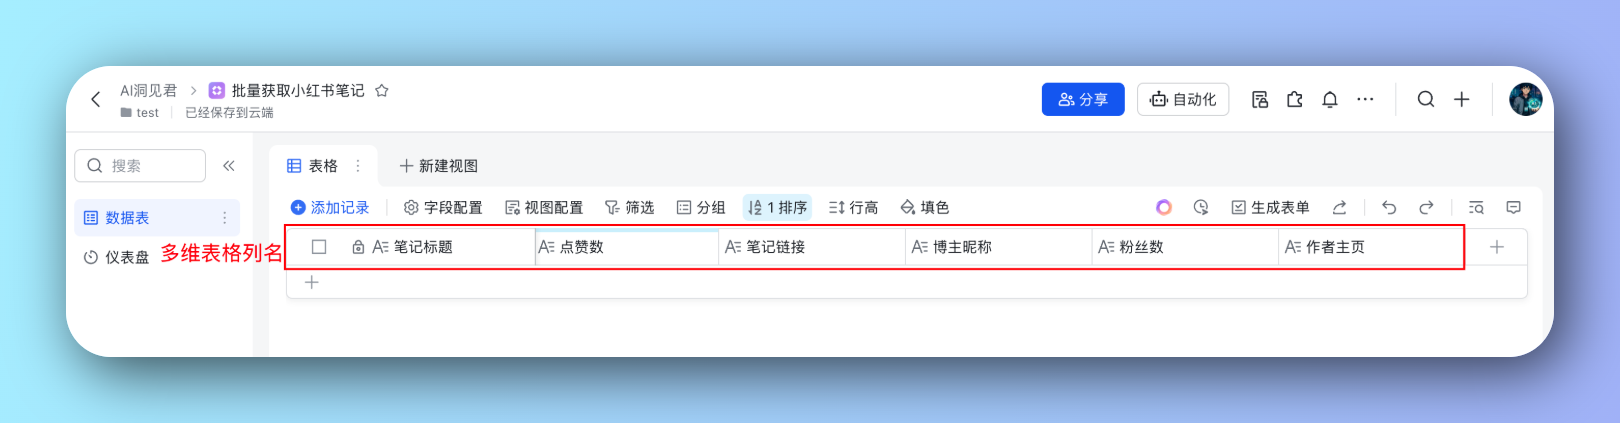 AI洞见君 > 批量获取小红书笔记
test 已经保存到云端
分享
自动化
搜索
数据表
仪表盘
多维表格列名
表格
新建视图
添加记录 字段配置 视图配置 筛选 分组 1 排序 行高 填色 生成表单
笔记标题 点赞数 笔记链接 博主昵称 粉丝数 作者主页